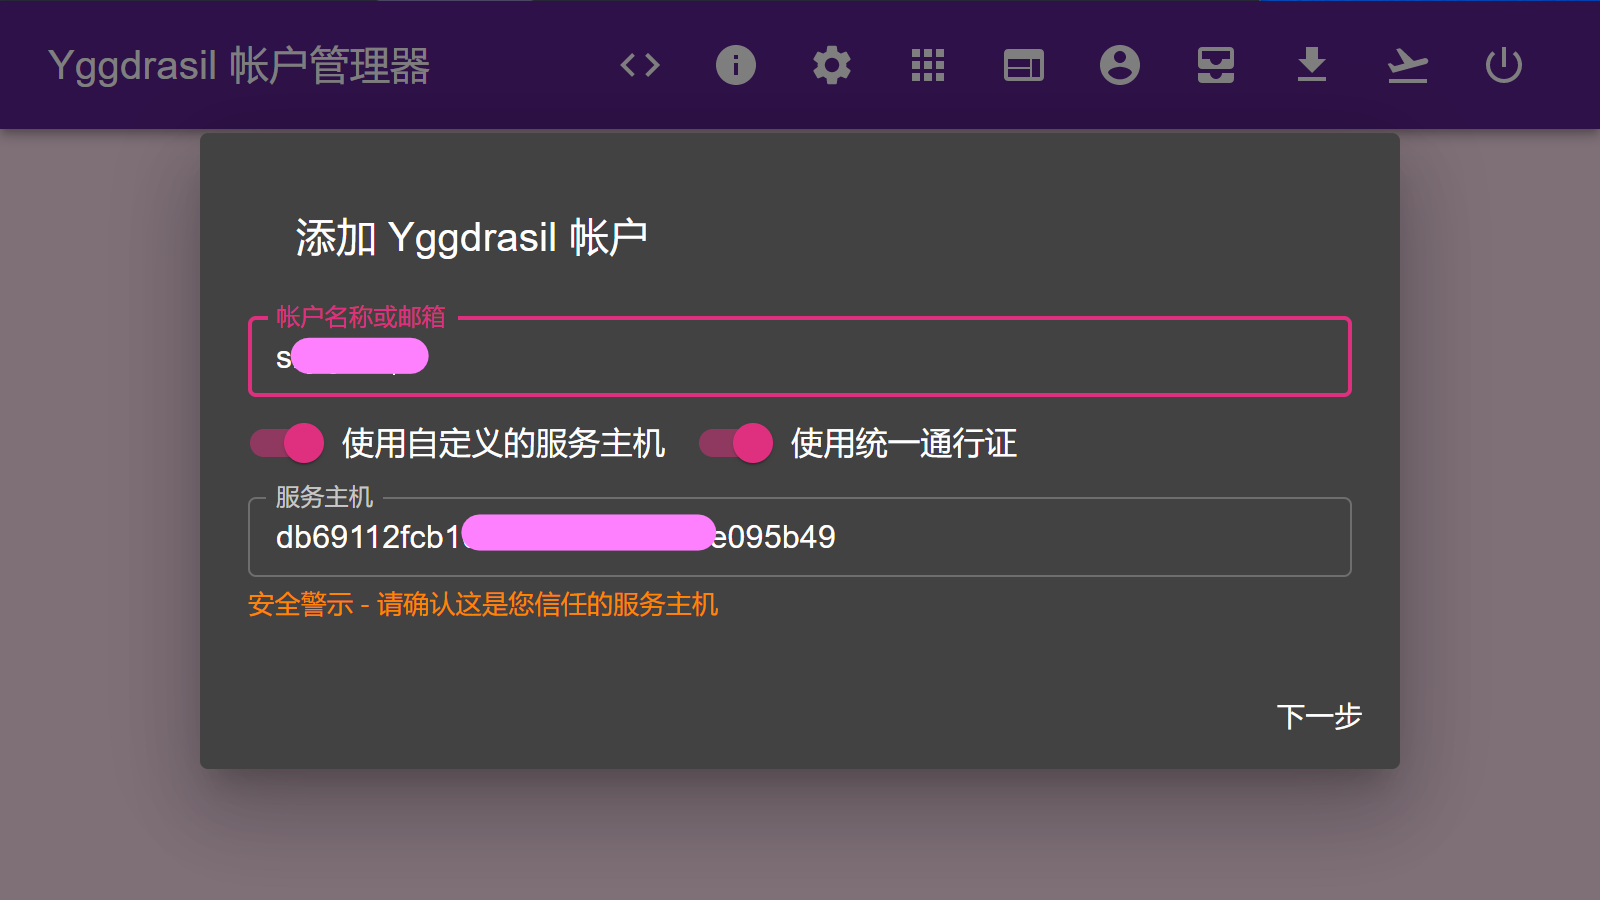 Yggdrasil 帐户管理器
添加 Yggdrasil 帐户
帐户名称或邮箱
s
使用自定义的服务主机 使用统一通行证
服务主机
db69112fcb1 e095b49
安全警示 - 请确认这是您信任的服务主机
下一步